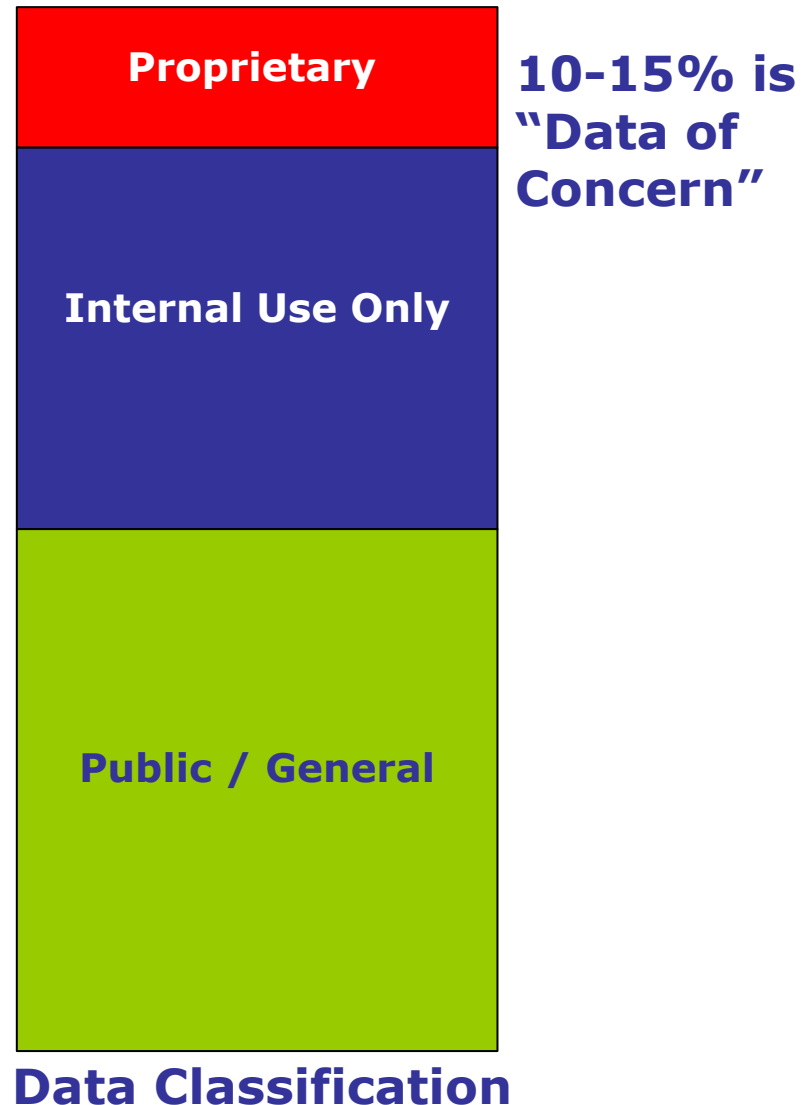 Proprietary
10-15% is
“Data of
Concern”
Internal Use Only
Public / General
Data Classification